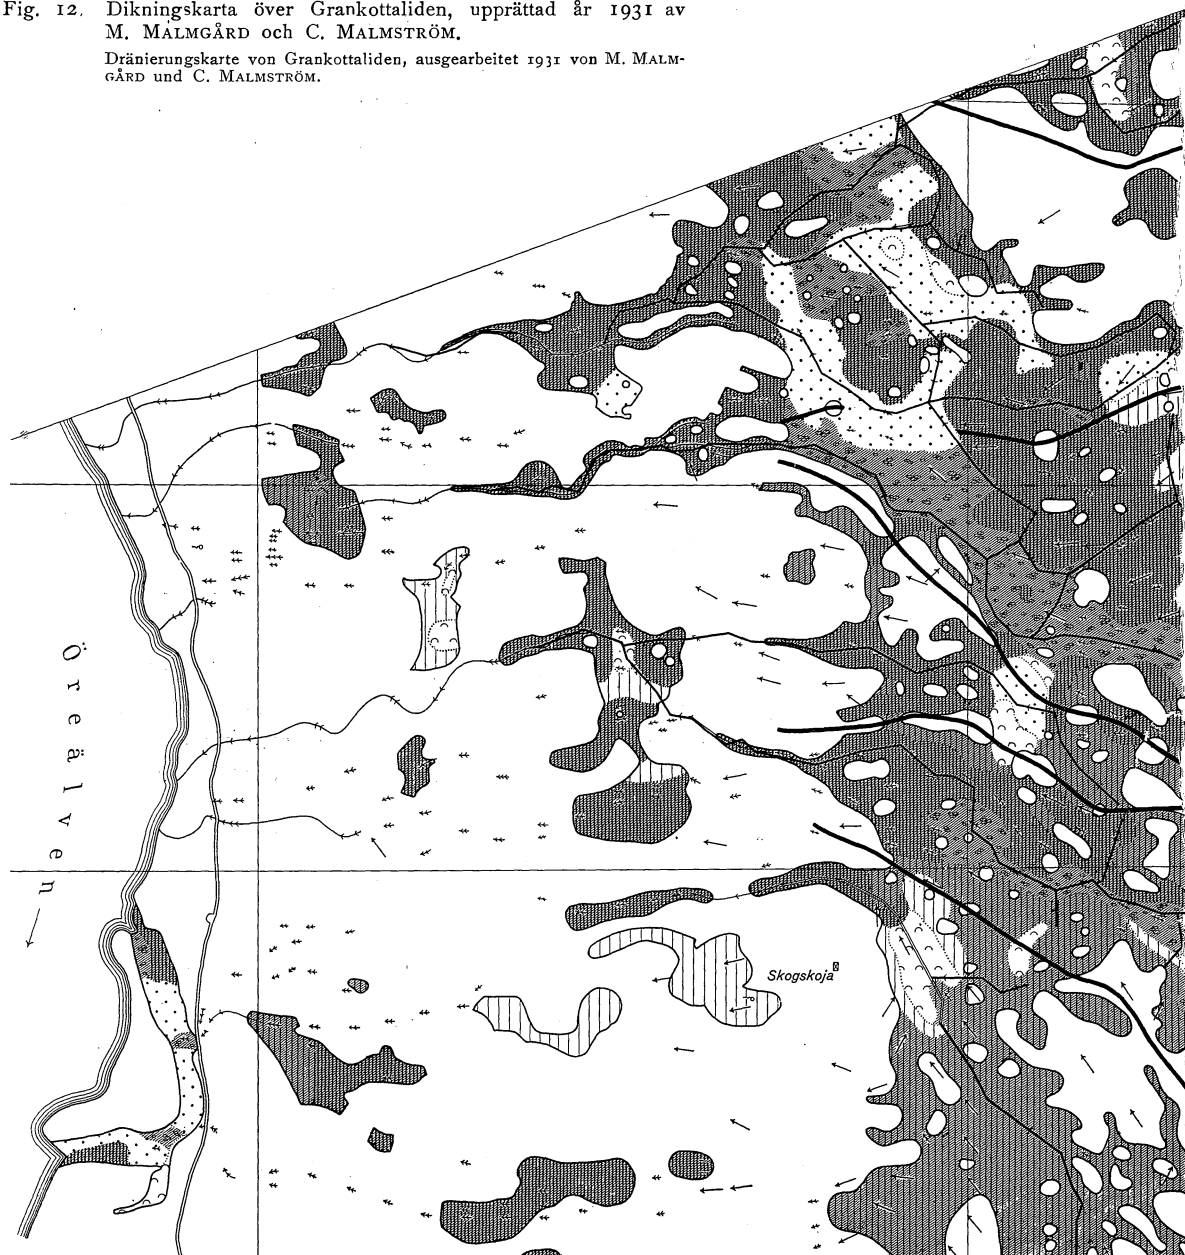 Fig. 12. Dikningskarta över Grankottaliden, upprättad år 1931 av
M. MALMGÅRD och C. MALMSTRÖM.
Dränierungskarte von Grankottaliden, ausgearbeitet 1931 von M. MALM-
GÅRD und C. MALMSTRÖM.
Öreälven
Skogskoja